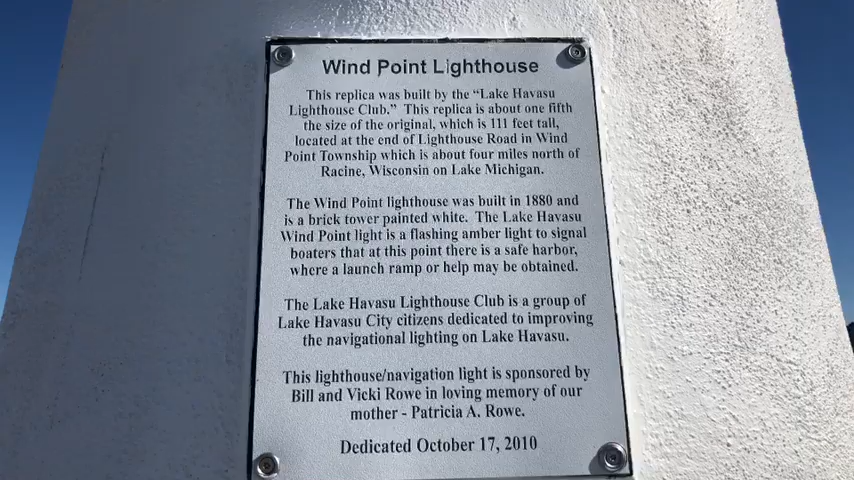 Wind Point Lighthouse
This replica was built by the "Lake Havasu
Lighthouse Club." This replica is about one fifth
the size of the original, which is 111 feet tall,
located at the end of Lighthouse Road in Wind
Point Township which is about four miles north of
Racine, Wisconsin on Lake Michigan.
The Wind Point lighthouse was built in 1880 and
is a brick tower painted white. The Lake Havasu
Wind Point light is a flashing amber light to signal
boaters that at this point there is a safe harbor,
where a launch ramp or help may be obtained.
The Lake Havasu Lighthouse Club is a group of
Lake Havasu City citizens dedicated to improving
the navigational lighting on Lake Havasu.
This lighthouse/navigation light is sponsored by
Bill and Vicki Rowe in loving memory of our
mother - Patricia A. Rowe.
Dedicated October 17, 2010